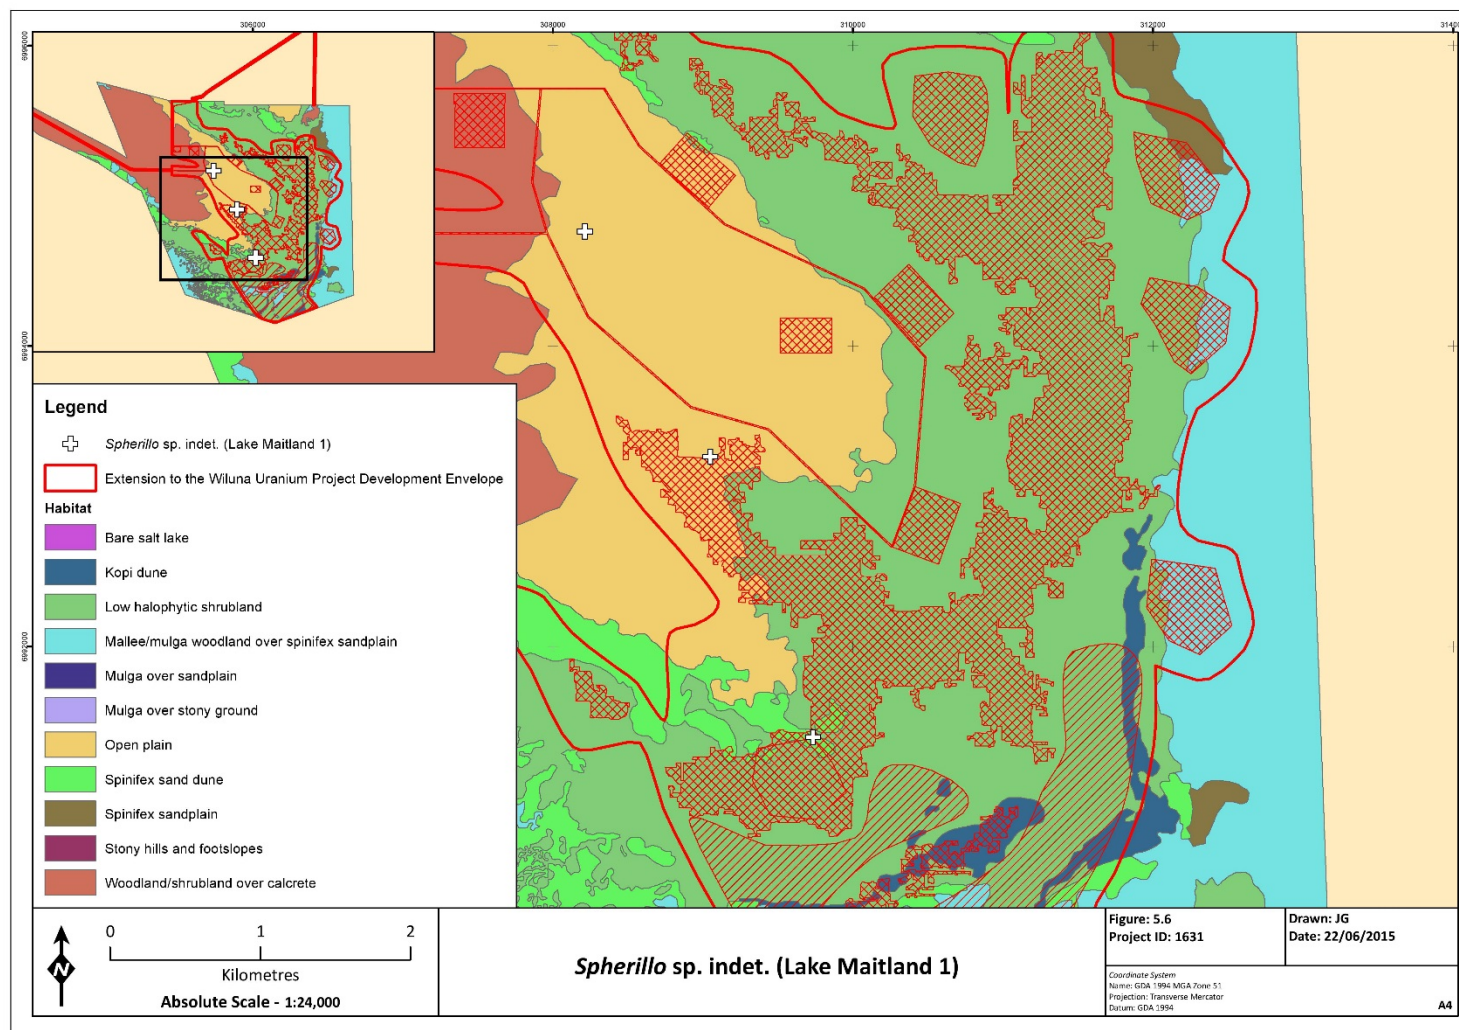 306000
308000
310000
312000
314000
6996000
6994000
6992000
Legend
Spherillo sp. indet. (Lake Maitland 1)
Extension to the Wiluna Uranium Project Development Envelope
Habitat
Bare salt lake
Kopi dune
Low halophytic shrubland
Mallee/mulga woodland over spinifex sandplain
Mulga over sandplain
Mulga over stony ground
Open plain
Spinifex sand dune
Spinifex sandplain
Stony hills and footslopes
Woodland/shrubland over calcrete
N
0 1 2
Kilometres
Absolute Scale - 1:24,000
Spherillo sp. indet. (Lake Maitland 1)
Figure: 5.6
Project ID: 1631
Drawn: JG
Date: 22/06/2015
Coordinate System
Name: GDA 1994 MGA Zone 51
Projection: Transverse Mercator
Datum: GDA 1994
A4